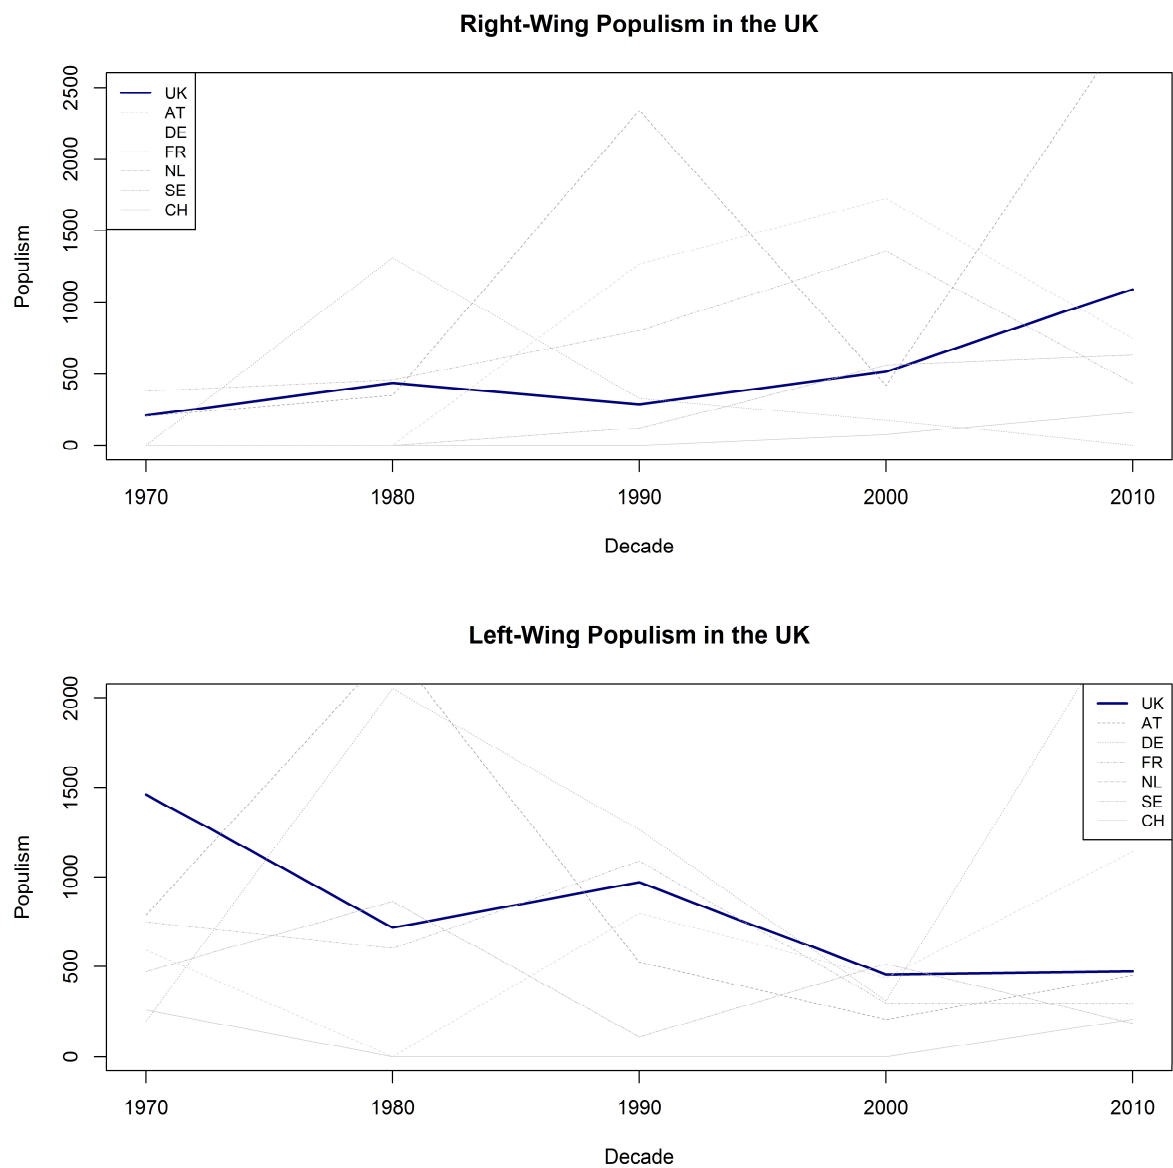 Right-Wing Populism in the UK
2500
2000
1500
1000
500
0
Populism
UK
AT
DE
FR
NL
SE
CH
1970 1980 1990 2000 2010
Decade
Left-Wing Populism in the UK
2000
1500
1000
500
0
Populism
UK
AT
DE
FR
NL
SE
CH
1970 1980 1990 2000 2010
Decade